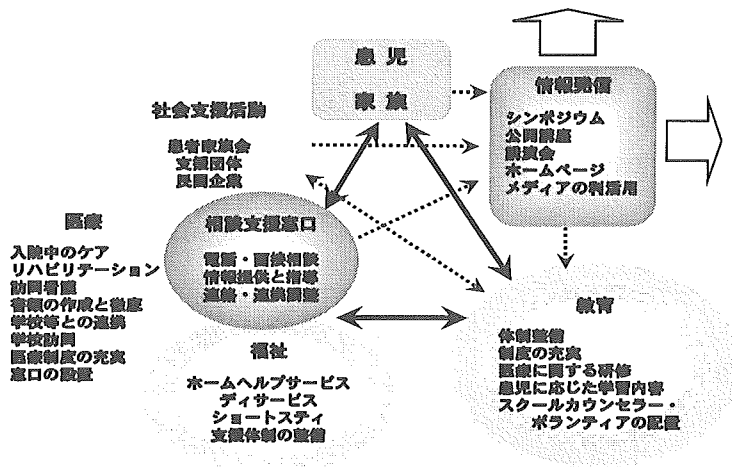 患児
家族
情報発信
シンポジウム
公開講座
講演会
ホームページ
メディアの利活用
社会支援活動
患者家族会
支援団体
民間企業
相談支援窓口
電話・面接相談
情報提供と指導
連絡・連携調整
医療
入院中のケア
リハビリテーション
訪問看護
書類の作成と徹底
学校等との連携
学校訪問
医療制度の充実
窓口の設置
福祉
ホームヘルプサービス
ディサービス
ショートスティ
支援体制の整備
教育
体制整備
制度の充実
医療に関する研修
患児に応じた学習内容
スクールカウンセラー・
ボランティアの配置